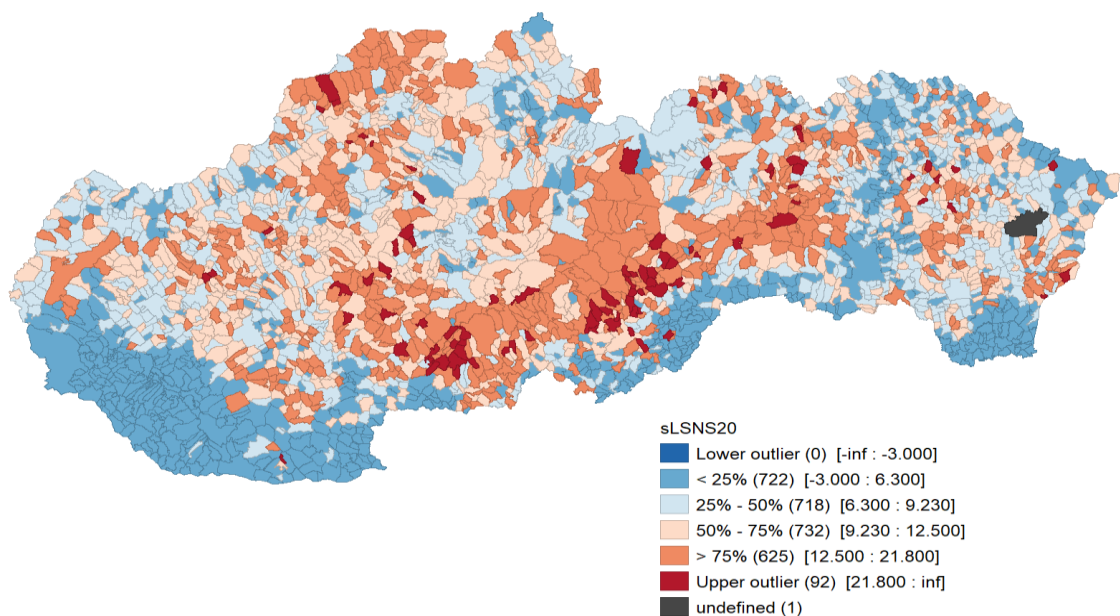 sLSNS20
Lower outlier (0) [-inf : -3.000]
< 25% (722) [-3.000 : 6.300]
25% - 50% (718) [6.300 : 9.230]
50% - 75% (732) [9.230 : 12.500]
> 75% (625) [12.500 : 21.800]
Upper outlier (92) [21.800 : inf]
undefined (1)